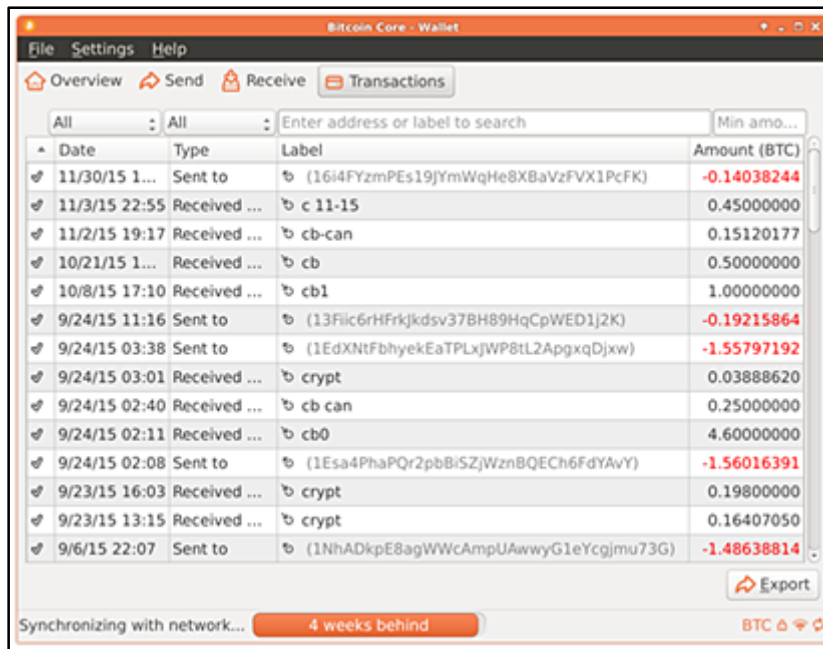 Bitcoin Core - Wallet
File Settings Help
Overview Send Receive Transactions
All All Enter address or label to search Min amo...
Date Type Label Amount (BTC)
11/30/15 1... Sent to (16i4FYzmPEs19JYmWqHe8XBaVzFVX1PcFK) -0.14038244
11/3/15 22:55 Received ... c 11-15 0.45000000
11/2/15 19:17 Received ... cb-can 0.15120177
10/21/15 1... Received ... cb 0.50000000
10/8/15 17:10 Received ... cb1 1.00000000
9/24/15 11:16 Sent to (13Fiic6rHFrkJkdsv37BH89HqCpWED1j2K) -0.19215864
9/24/15 03:38 Sent to (1EdXNtFbhyekEaTPLxJWP8tL2ApgxqDjxw) -1.55797192
9/24/15 03:01 Received ... crypt 0.03888620
9/24/15 02:40 Received ... cb can 0.25000000
9/24/15 02:11 Received ... cb0 4.60000000
9/24/15 02:08 Sent to (1Esa4PhaPQr2pbBiSZjWznBQECh6FdYAvY) -1.56016391
9/23/15 16:03 Received ... crypt 0.19800000
9/23/15 13:15 Received ... crypt 0.16407050
9/6/15 22:07 Sent to (1NhADkpE8agWWcAmpUAwwyG1eYcgjmu73G) -1.48638814
Export
Synchronizing with network... 4 weeks behind BTC